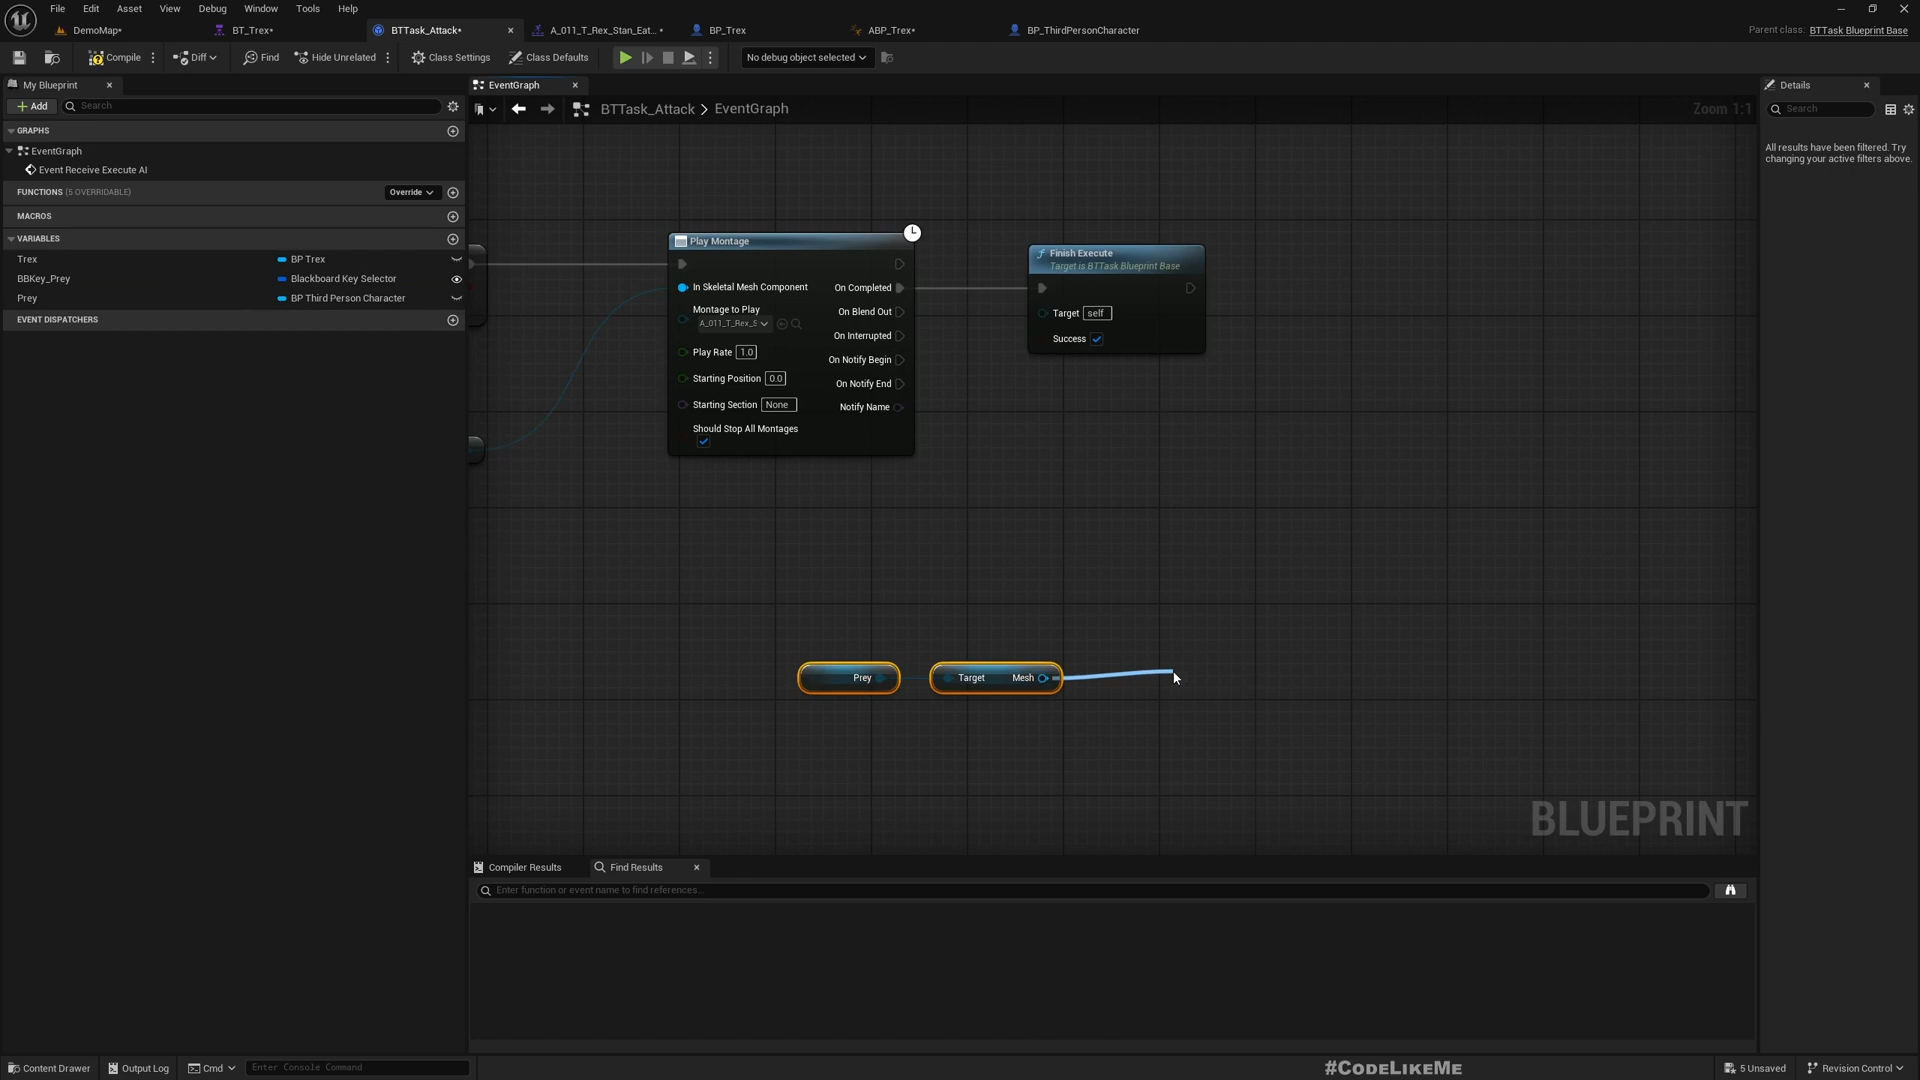 File Edit Asset View Debug Window Tools Help
DemoMap* BT_Trex* BTTask_Attack* A_011_T_Rex_Stan_Eat... * BP_Trex ABP_Trex* BP_ThirdPersonCharacter Parent class: BTTask Blueprint Base
Compile Diff Find Hide Unrelated Class Settings Class Defaults No debug object selected
My Blueprint EventGraph Details
Add Search BTTask_Attack > EventGraph Zoom 1:1 Search
GRAPHS
EventGraph
Event Receive Execute AI
FUNCTIONS (5 OVERRIDABLE) Override
MACROS
VARIABLES
Trex BP Trex
BBKey_Prey Blackboard Key Selector
Prey BP Third Person Character
EVENT DISPATCHERS
Play Montage
In Skeletal Mesh Component On Completed
Montage to Play On Blend Out
A_011_T_Rex_S
On Interrupted
Play Rate 1.0 On Notify Begin
Starting Position 0.0 On Notify End
Starting Section None Notify Name
Should Stop All Montages
Finish Execute
Target is BTTask Blueprint Base
Target self
Success
Prey Target Mesh
All results have been filtered. Try
changing your active filters above.
BLUEPRINT
Compiler Results Find Results
Enter function or event name to find references...
Content Drawer Output Log Cmd Enter Console Command #CODELIKEME 5 Unsaved Revision Control